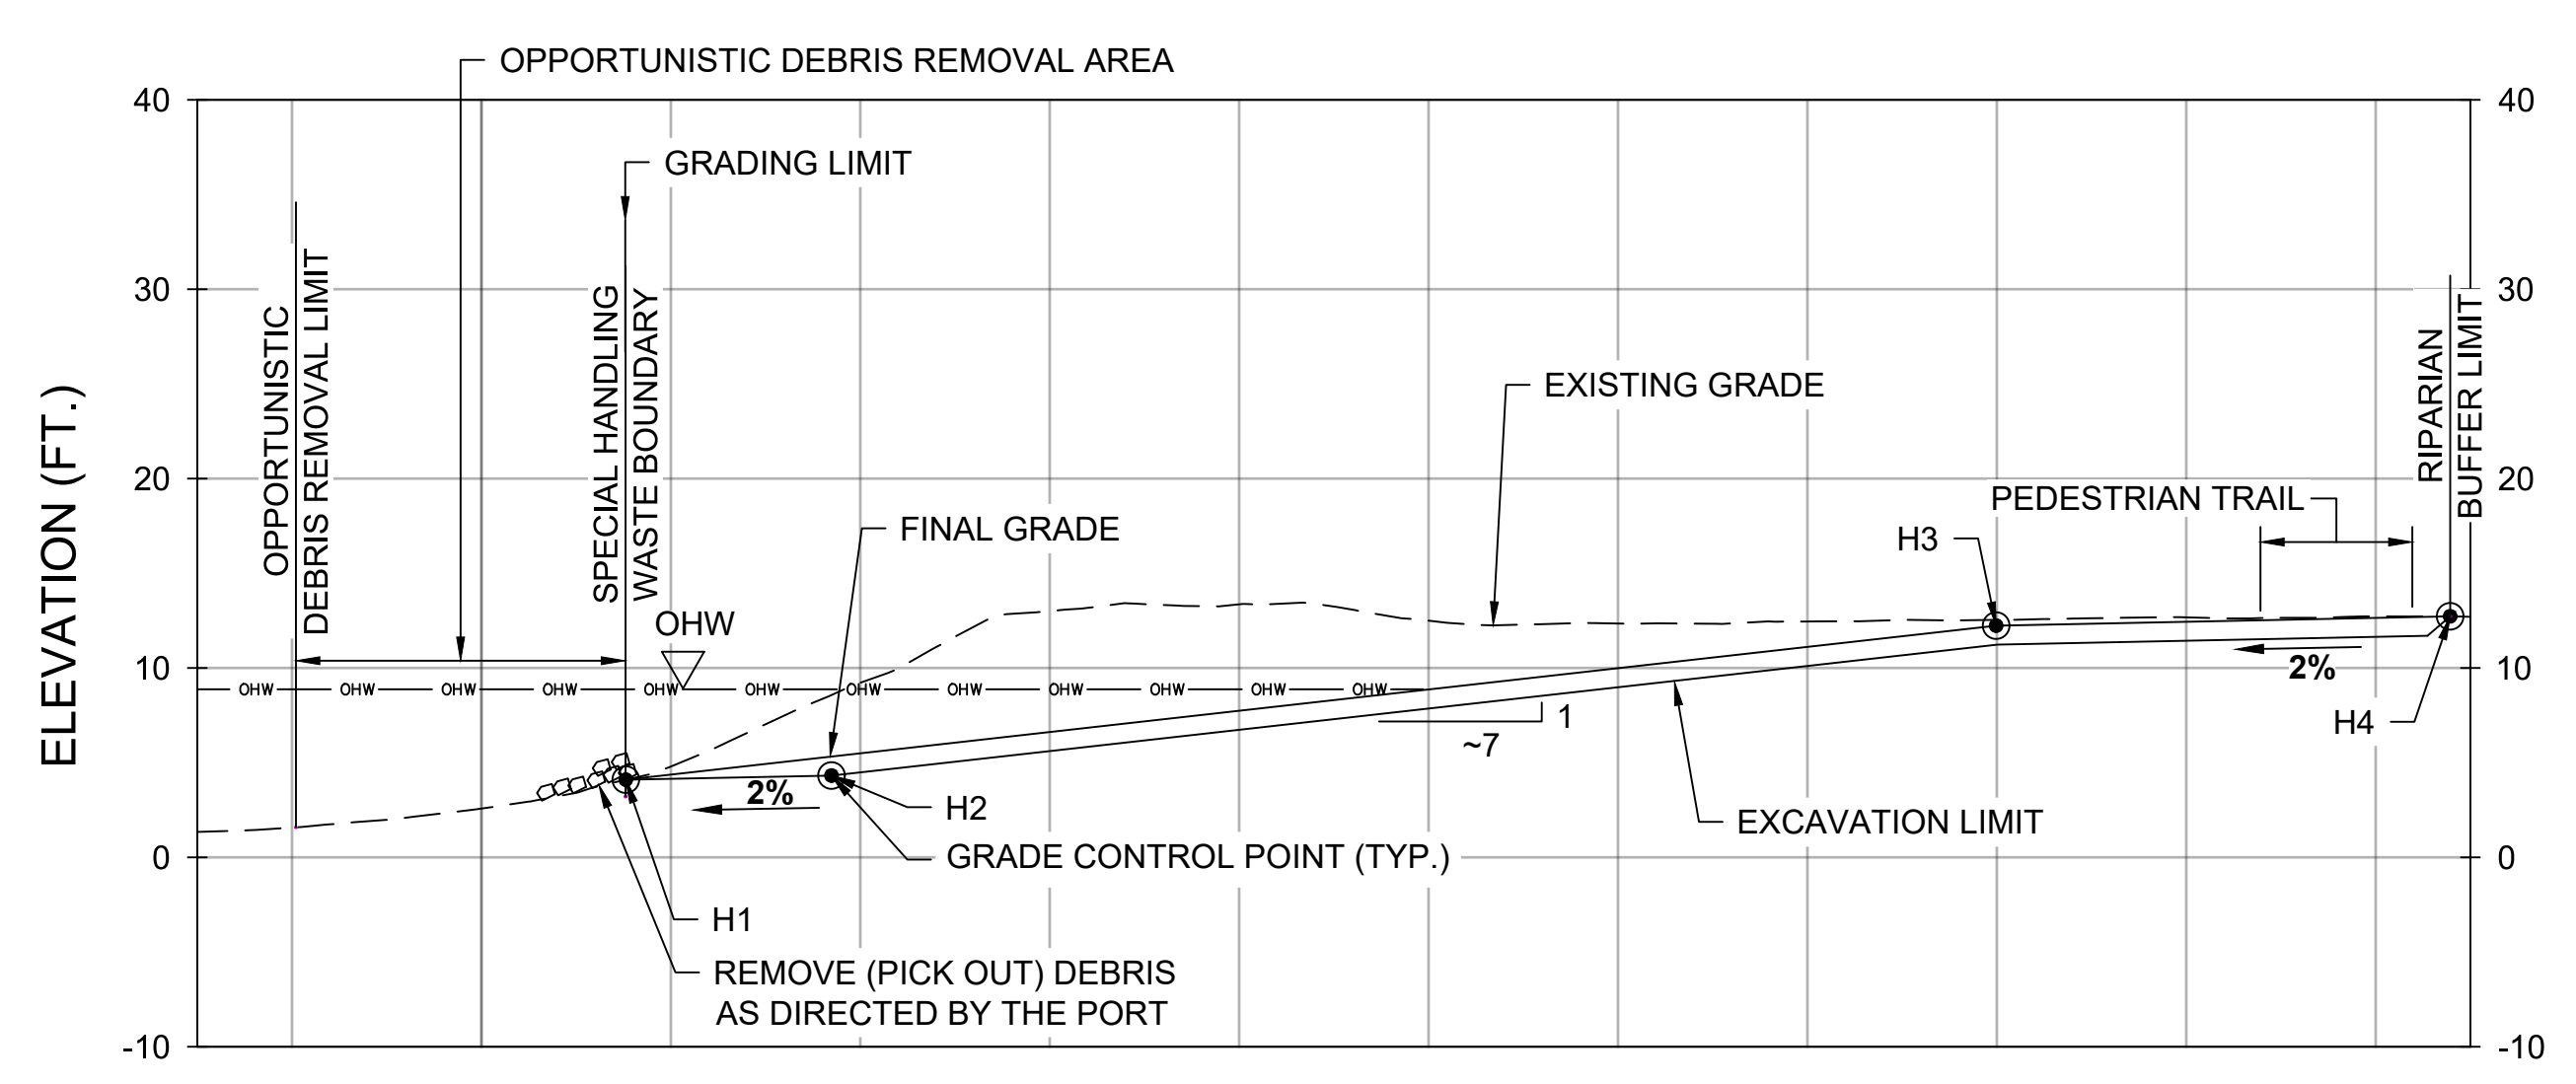 OPPORTUNISTIC DEBRIS REMOVAL AREA
40
40
GRADING LIMIT
30
30
OPPORTUNISTIC
DEBRIS REMOVAL LIMIT
SPECIAL HANDLING
WASTE BOUNDARY
RIPARIAN
BUFFER LIMIT
EXISTING GRADE
ELEVATION (FT.)
20
20
PEDESTRIAN TRAIL
FINAL GRADE
H3
OHW
10
10
2%
OHW OHW OHW OHW OHW OHW OHW OHW OHW OHW OHW OHW
1
~7
H4
2%
H2
EXCAVATION LIMIT
0
0
GRADE CONTROL POINT (TYP.)
H1
REMOVE (PICK OUT) DEBRIS
AS DIRECTED BY THE PORT
-10
-10